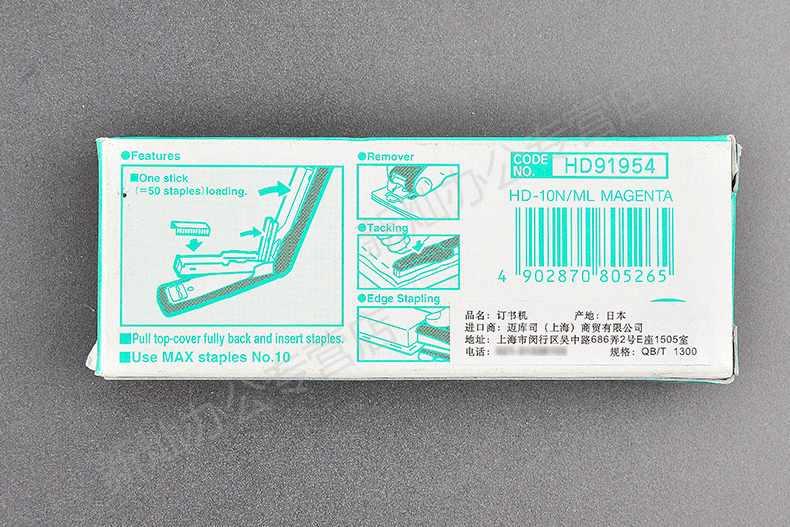 Features
One stick
(=50 staples) loading.
Pull top-cover fully back and insert staples.
Use MAX staples No.10
Remover
Tacking
Edge Stapling
CODE NO. HD91954
HD-10N/ML MAGENTA
4 902870 805265
品名：订书机 产地：日本
进口商：迈库司（上海）商贸有限公司
地址：上海市闵行区吴中路686弄2号E座1505室
电话： 规格：QB/T 1300